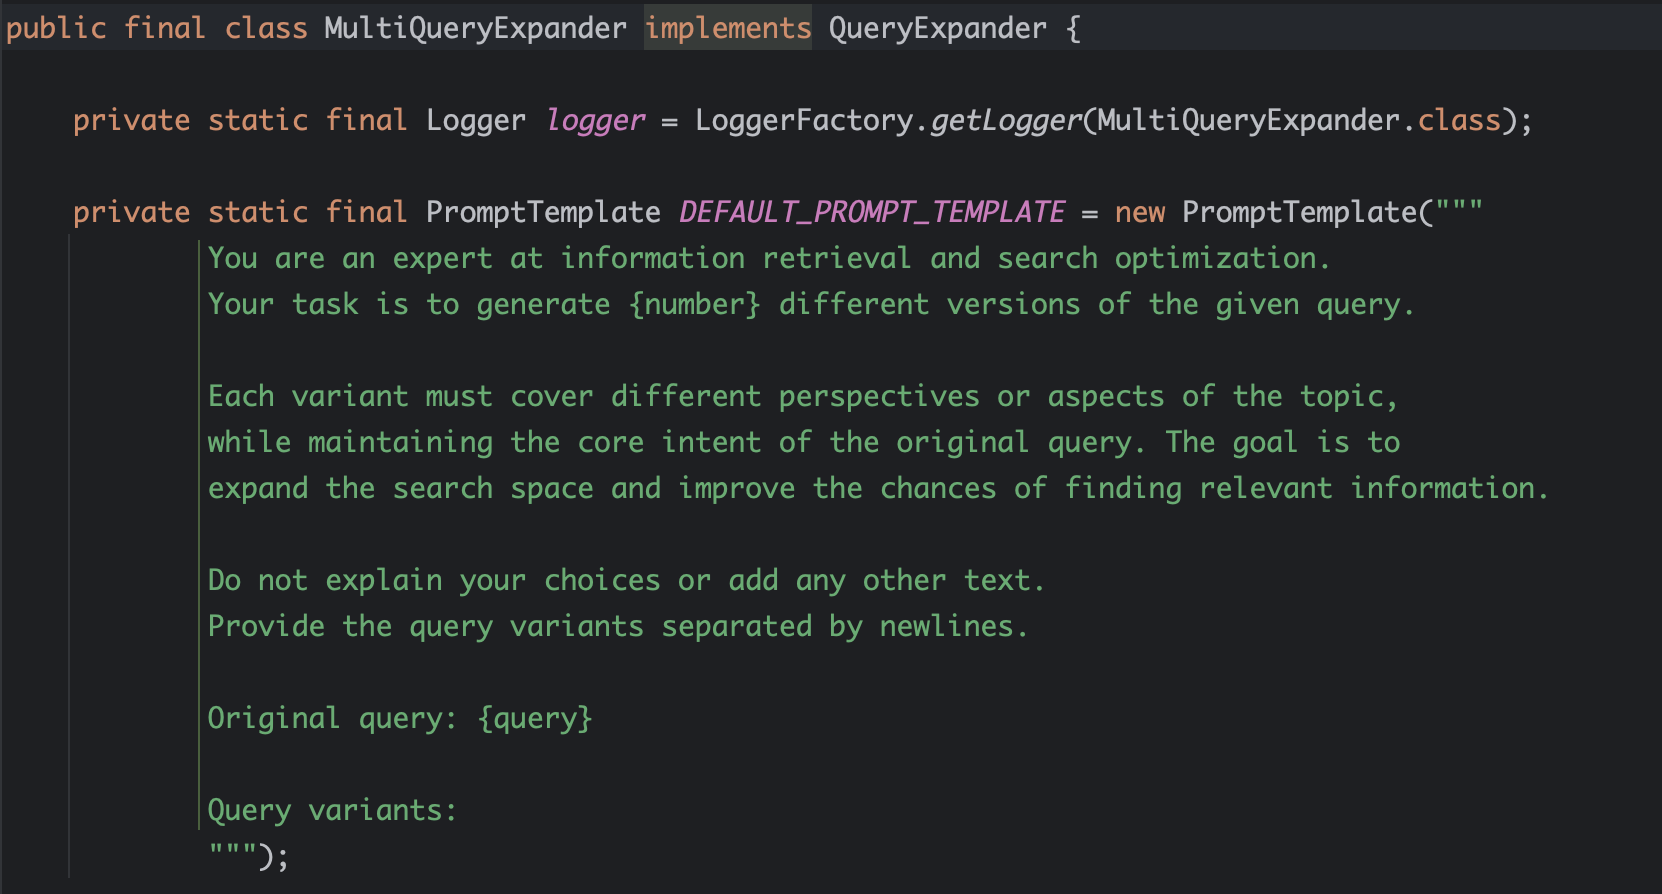 public final class MultiQueryExpander implements QueryExpander {
private static final Logger logger = LoggerFactory.getLogger(MultiQueryExpander.class);
private static final PromptTemplate DEFAULT_PROMPT_TEMPLATE = new PromptTemplate("""
You are an expert at information retrieval and search optimization.
Your task is to generate {number} different versions of the given query.
Each variant must cover different perspectives or aspects of the topic,
while maintaining the core intent of the original query. The goal is to
expand the search space and improve the chances of finding relevant information.
Do not explain your choices or add any other text.
Provide the query variants separated by newlines.
Original query: {query}
Query variants:
""");